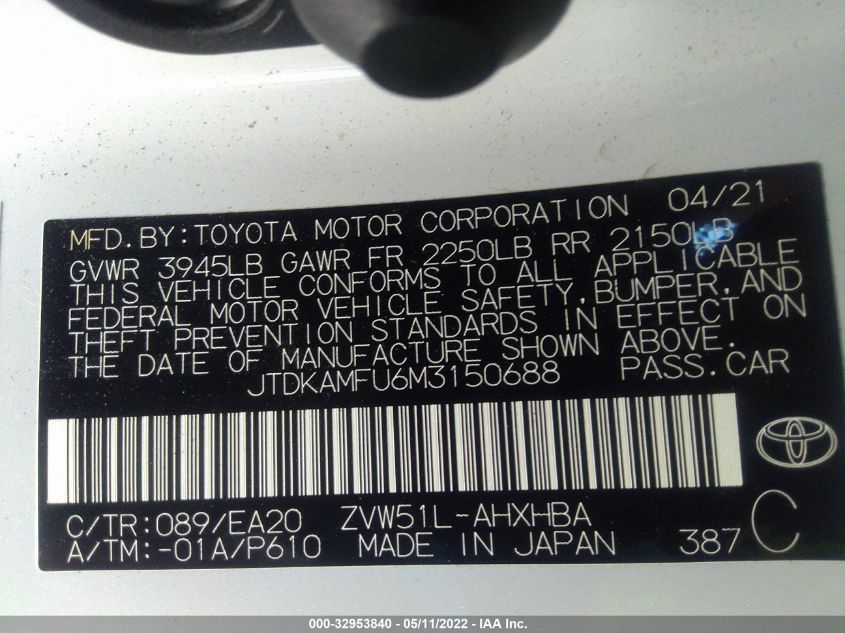 MFD.BY:TOYOTA MOTOR CORPORATION 04/21
GVWR 3945LB GAWR FR 2250LB RR 2150LB
THIS VEHICLE CONFORMS TO ALL APPLICABLE
FEDERAL MOTOR VEHICLE SAFETY,BUMPER,AND
THEFT PREVENTION STANDARDS IN EFFECT ON
THE DATE OF MANUFACTURE SHOWN ABOVE.
JTDKAMFU6M3150688 PASS.CAR
C/TR:089/EA20 ZVW51L-AHXHBA C
A/TM:-01A/P610 MADE IN JAPAN 387
000-32953840 - 05/11/2022 - IAA Inc.